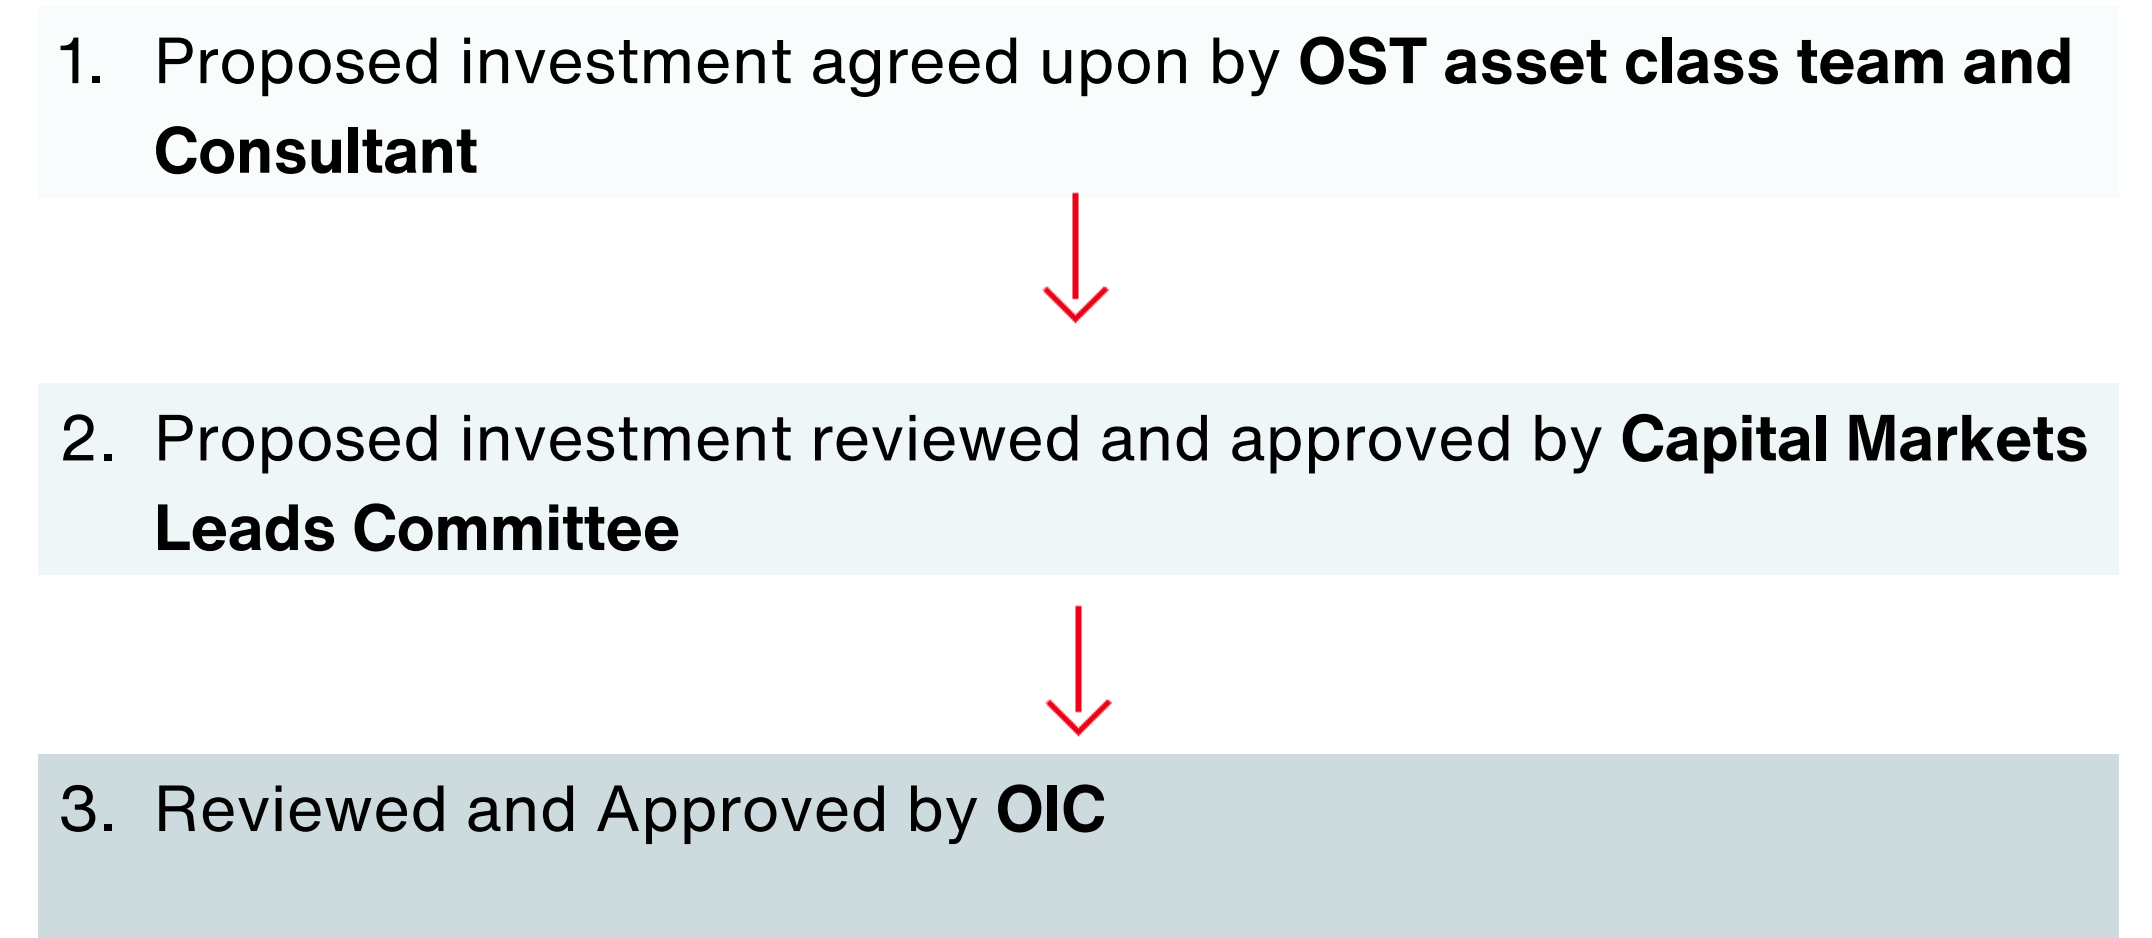 1. Proposed investment agreed upon by OST asset class team and
Consultant
2. Proposed investment reviewed and approved by Capital Markets
Leads Committee
3. Reviewed and Approved by OIC